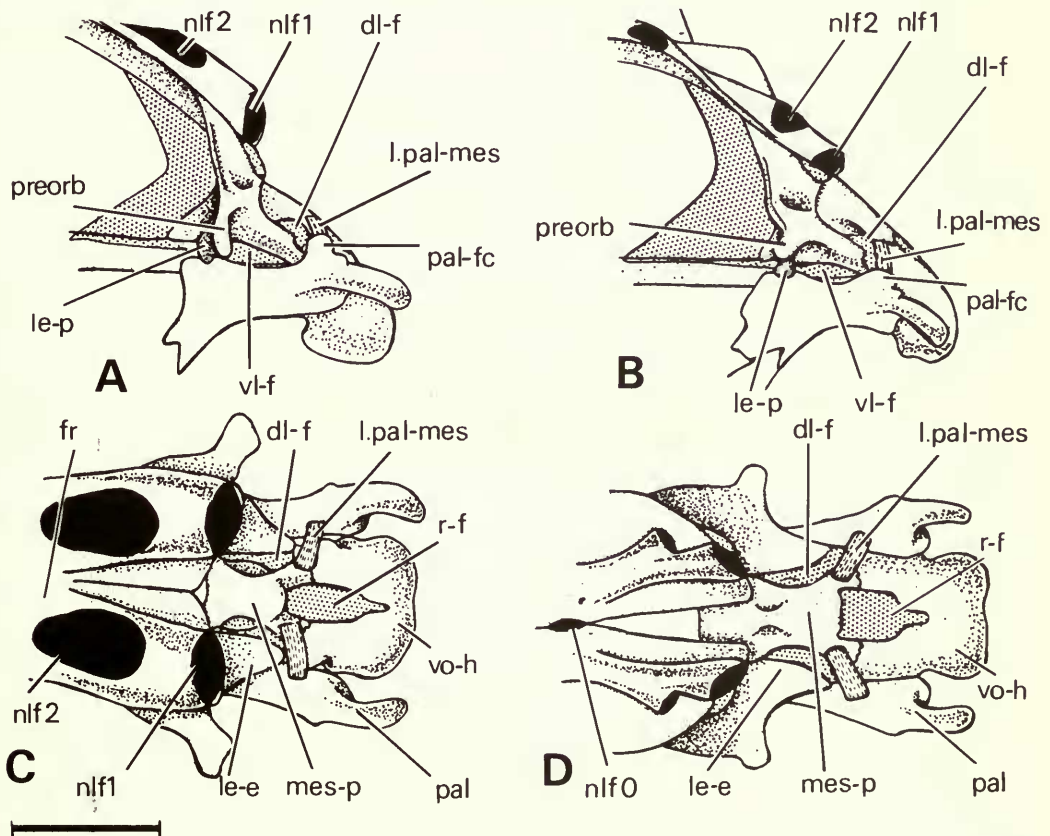 nlf2 nlf1 dl-f
l.pal-mes
preorb
pal-fc
le-p
vl-f
A
nlf2 nlf1
dl-f
l.pal-mes
preorb
pal-fc
le-p vl-f
B
fr dl-f l.pal-mes
r-f
vo-h
nlf2
nlf1 le-e mes-p pal
C
dl-f l.pal-mes
r-f
vo-h
nlf0 le-e mes-p pal
D